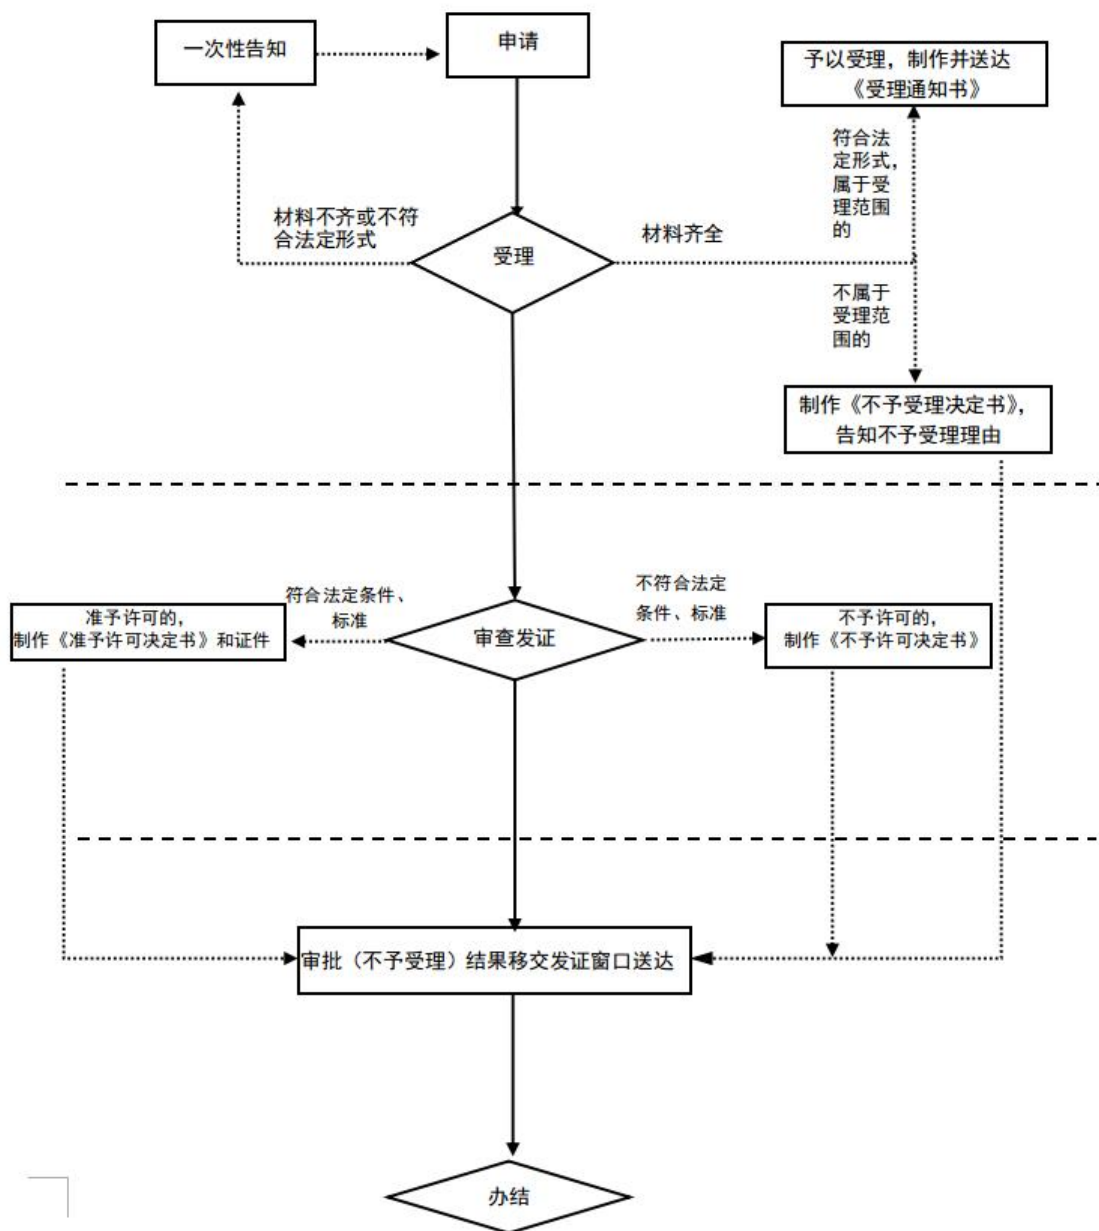 一次性告知
申请
予以受理，制作并送达
《受理通知书》
符合法
定形式，
属于受
理范围
的
材料不齐或不符
合法定形式
受理
材料齐全
不属于
受理范
围的
制作《不予受理决定书》，
告知不予受理理由
符合法定条件、
标准
不符合法定
条件、标准
准予许可的，
制作《准予许可决定书》和证件
审查发证
不予许可的，
制作《不予许可决定书》
审批（不予受理）结果移交发证窗口送达
办结